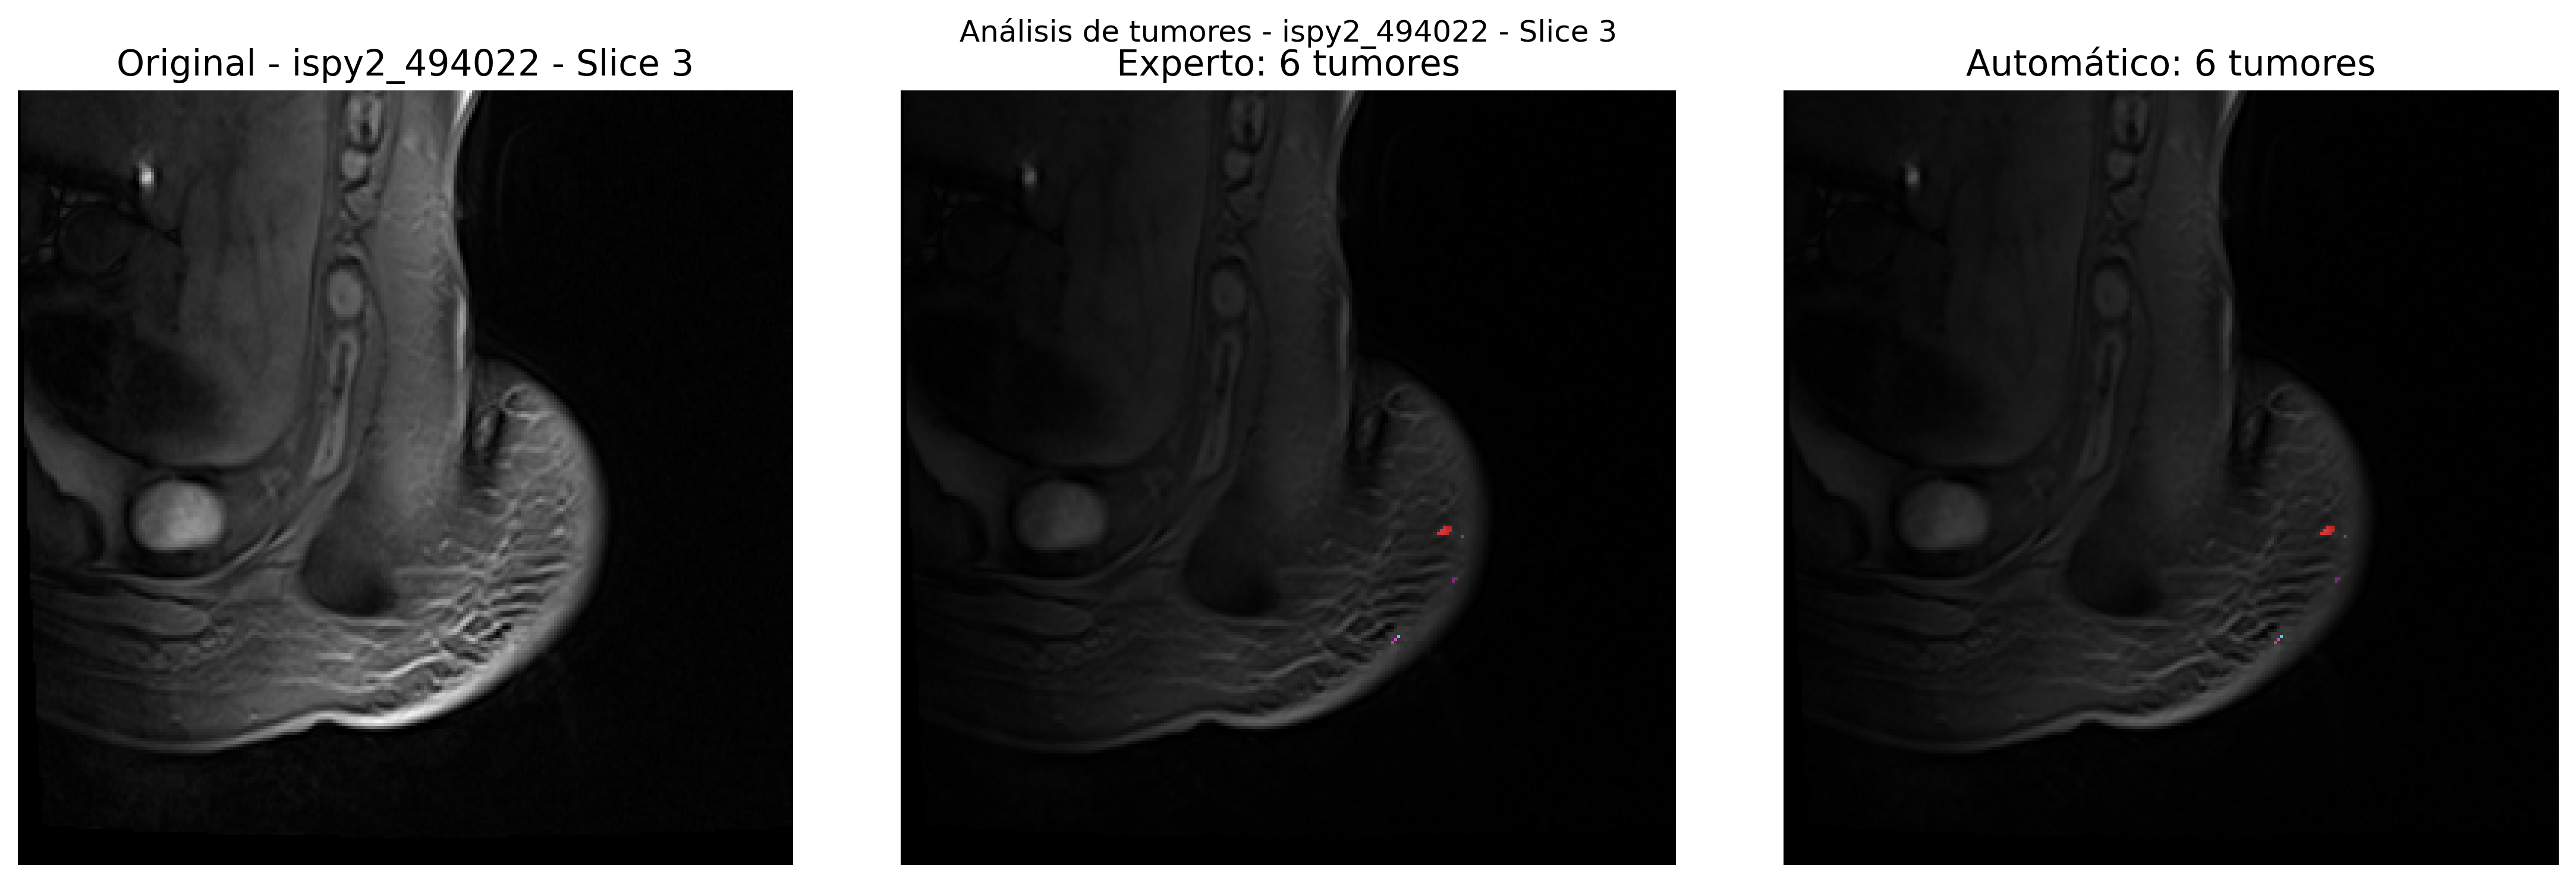 Análisis de tumores - ispy2_494022 - Slice 3
Original - ispy2_494022 - Slice 3
Experto: 6 tumores
Automático: 6 tumores